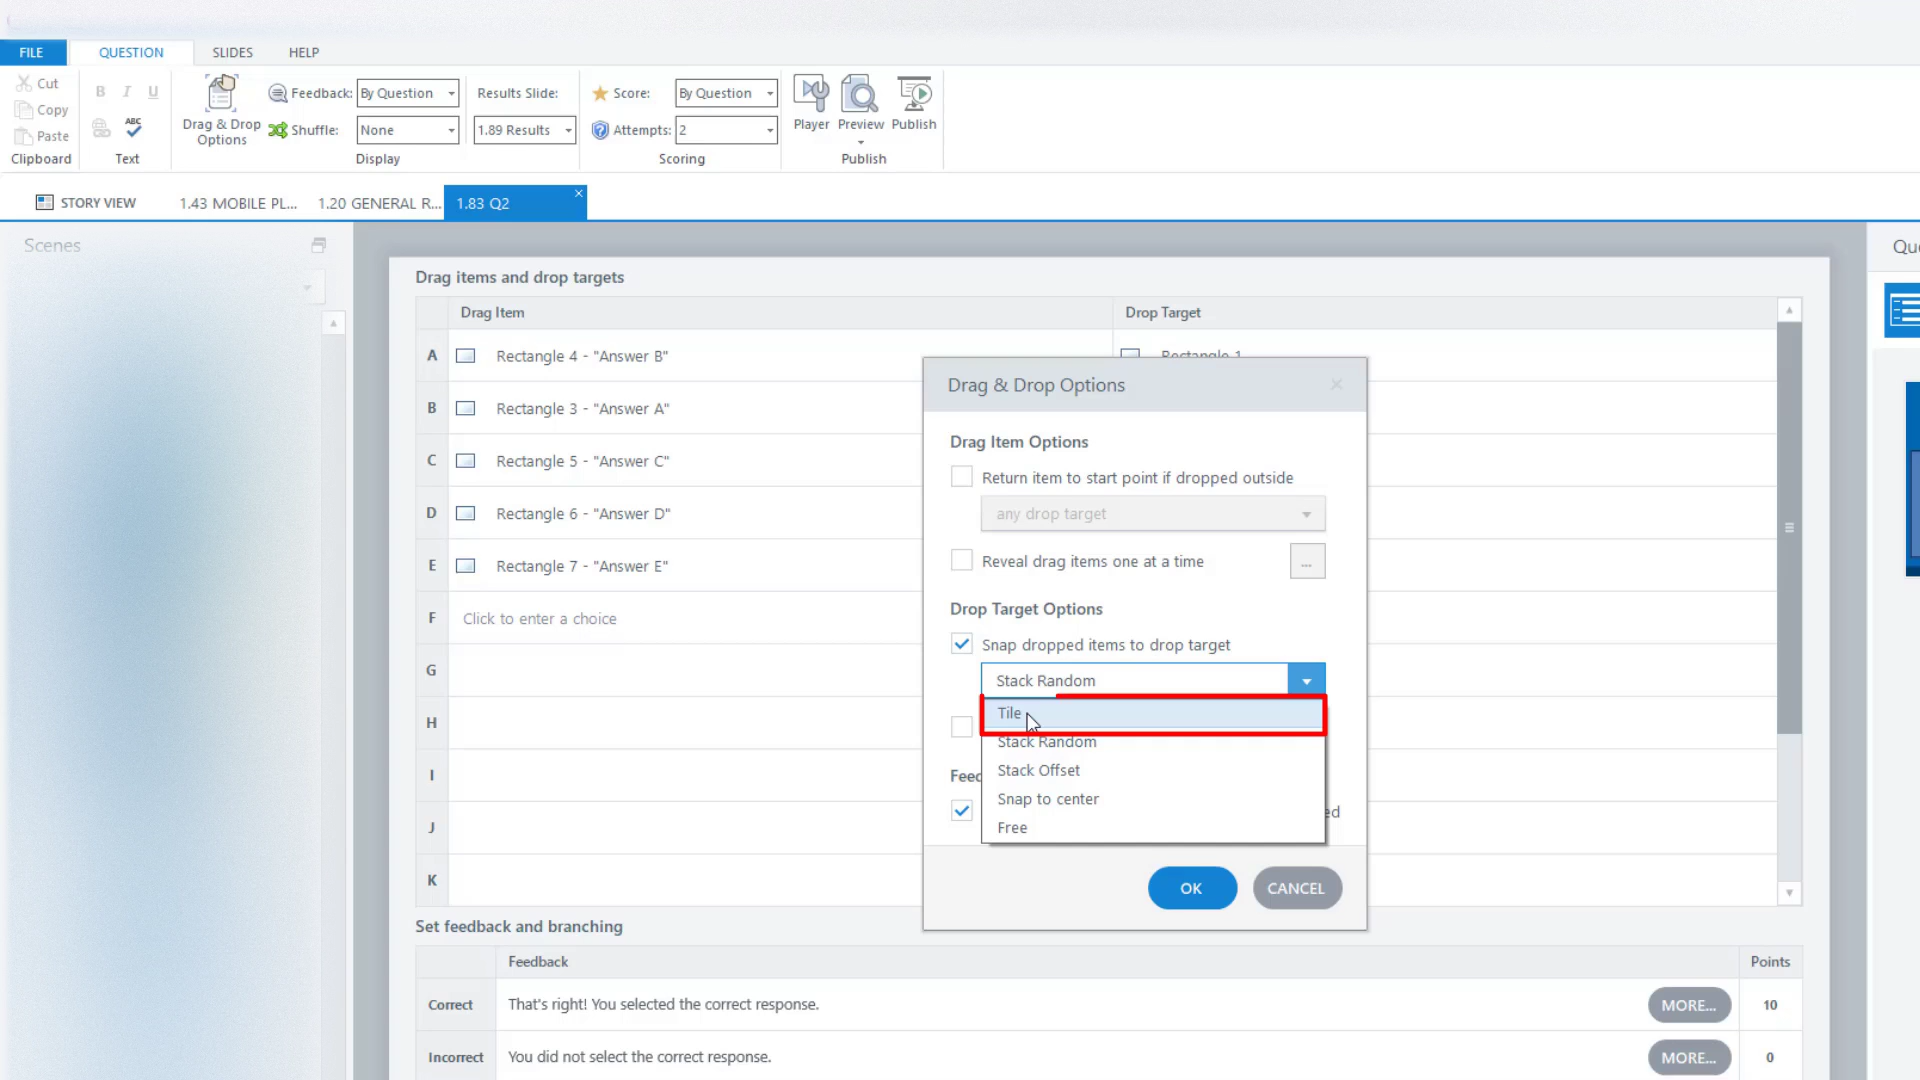 FILE QUESTION SLIDES HELP
Cut
Copy
Paste
Clipboard
B I U
ABC
Text
Drag & Drop
Options
Feedback: By Question
Shuffle: None
Display
Results Slide:
1.89 Results
Score: By Question
Attempts: 2
Scoring
Player
Preview
Publish
Publish
STORY VIEW 1.43 MOBILE PL... 1.20 GENERAL R... 1.83 Q2
Scenes
Drag items and drop targets
Drag Item Drop Target
A Rectangle 4 - "Answer B" Rectangle 1
B Rectangle 3 - "Answer A"
C Rectangle 5 - "Answer C"
D Rectangle 6 - "Answer D"
E Rectangle 7 - "Answer E"
F Click to enter a choice
G
H
I
J
K
Drag & Drop Options
Drag Item Options
Return item to start point if dropped outside
any drop target
Reveal drag items one at a time
...
Drop Target Options
Snap dropped items to drop target
Stack Random
Tile
Stack Random
Stack Offset
Snap to center
Free
OK CANCEL
Set feedback and branching
Feedback Points
Correct That's right! You selected the correct response. MORE... 10
Incorrect You did not select the correct response. MORE... 0